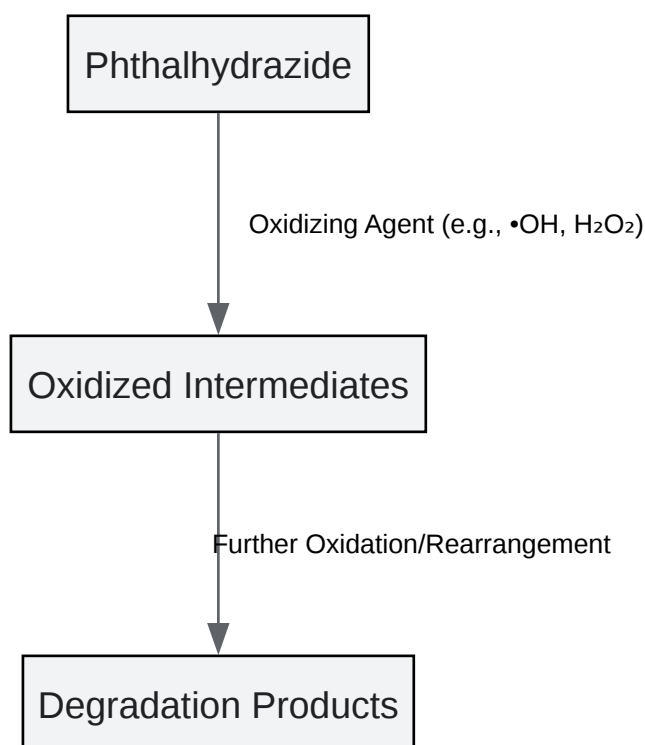 Phthalhydrazide
Oxidizing Agent (e.g., •OH, H₂O₂)
Oxidized Intermediates
Further Oxidation/Rearrangement
Degradation Products